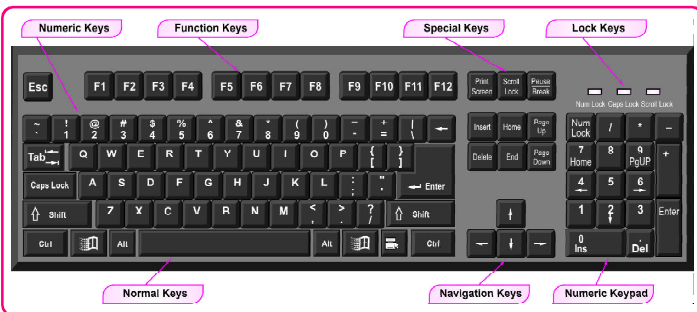 Numeric Keys Function Keys Special Keys Lock Keys
Esc F1 F2 F3 F4 F5 F6 F7 F8 F9 F10 F11 F12 Print Screen Scroll Lock Pause Break
Num Lock Caps Lock Scroll Lock
~ ` ! 1 @ 2 # 3 $ 4 % 5 ^ 6 & 7 * 8 ( 9 ) 0 - + = \ Insert Home Page Up Num Lock / * -
Tab Q W E R T Y U I O P { [ } ] Delete End Page Down 7 Home 8 9 PgUP +
Caps Lock A S D F G H J K L : ; " ' Enter 4 5 6
Shift Z X C V B N M < , > . ? / Shift 1 2 3 Enter
Ctrl Alt Alt Ctrl 0 Ins . Del
Normal Keys Navigation Keys Numeric Keypad